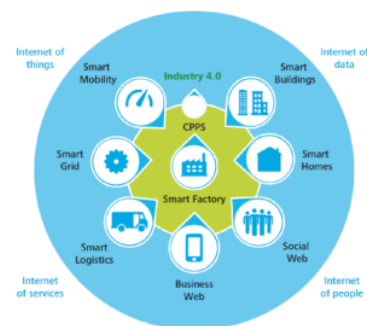 Internet of
things
Smart
Mobility
Industry 4.0
Smart
Buildings
Internet of
data
CPPS
Smart
Grid
Smart
Homes
Smart Factory
Smart
Logistics
Business
Web
Social
Web
Internet
of services
Internet
of people